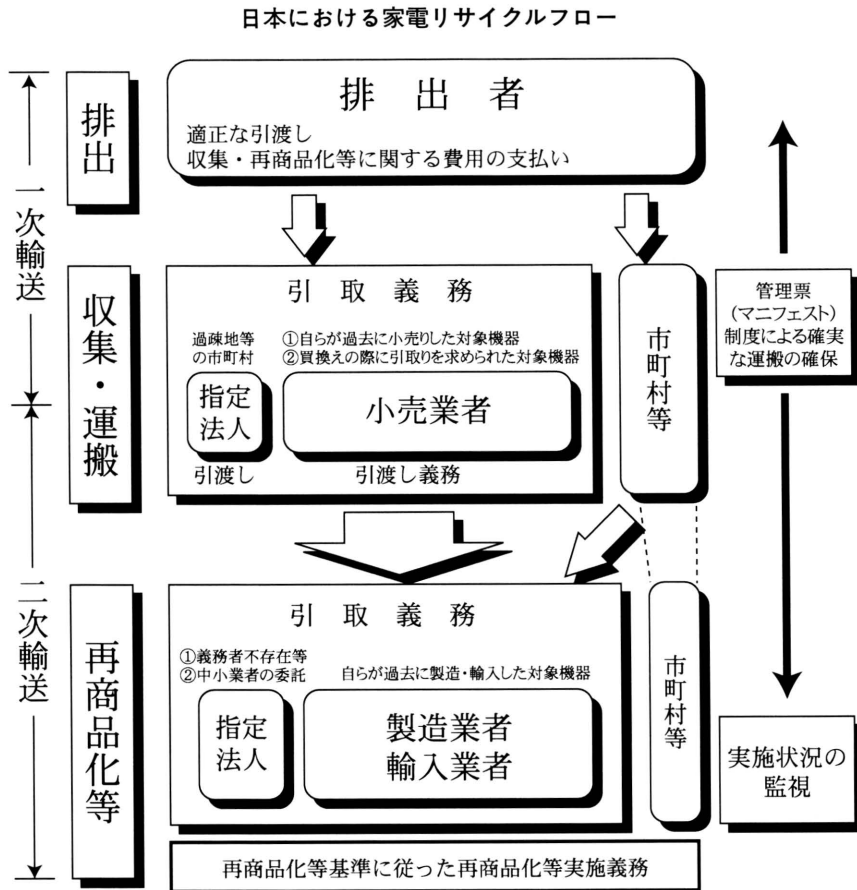 日本における家電リサイクルフロー
排出
排出者
適正な引渡し
収集・再商品化等に関する費用の支払い
一次輸送
収集・運搬
引取義務
過疎地等
の市町村
①自らが過去に小売りした対象機器
②買換えの際に引取りを求められた対象機器
指定
法人
小売業者
引渡し
引渡し義務
市町村等
管理票
(マニフェスト)
制度による確実
な運搬の確保
二次輸送
再商品化等
引取義務
①義務者不存在等
②中小業者の委託
自らが過去に製造・輸入した対象機器
指定
法人
製造業者
輸入業者
市町村等
実施状況の
監視
再商品化等基準に従った再商品化等実施義務